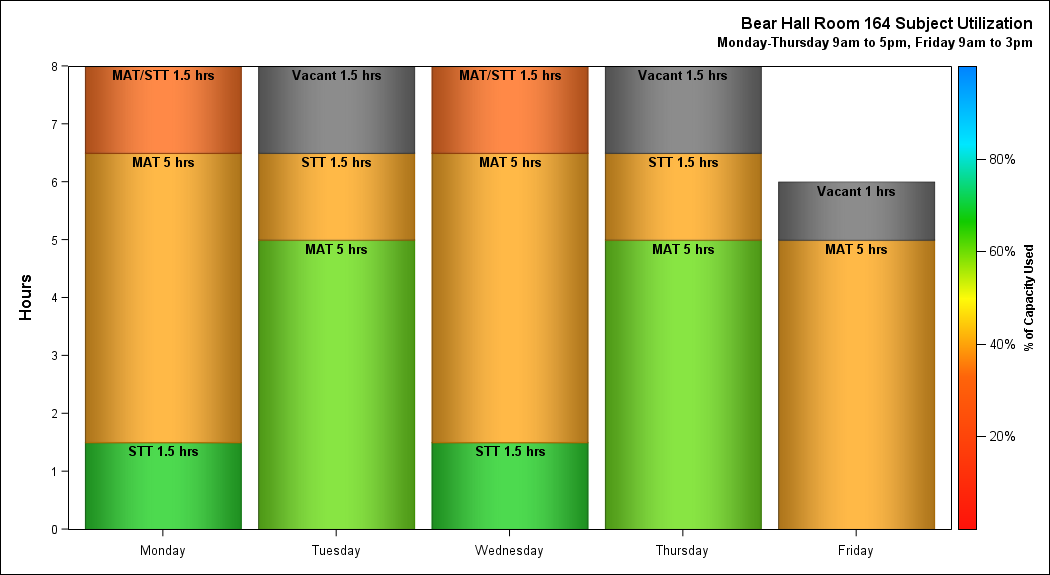 Bear Hall Room 164 Subject Utilization
Monday-Thursday 9am to 5pm, Friday 9am to 3pm
Hours
8
7
6
5
4
3
2
1
0
MAT/STT 1.5 hrs
MAT 5 hrs
STT 1.5 hrs
Vacant 1.5 hrs
STT 1.5 hrs
MAT 5 hrs
MAT/STT 1.5 hrs
MAT 5 hrs
STT 1.5 hrs
Vacant 1.5 hrs
STT 1.5 hrs
MAT 5 hrs
Vacant 1 hrs
MAT 5 hrs
Monday
Tuesday
Wednesday
Thursday
Friday
80%
60%
40%
20%
% of Capacity Used